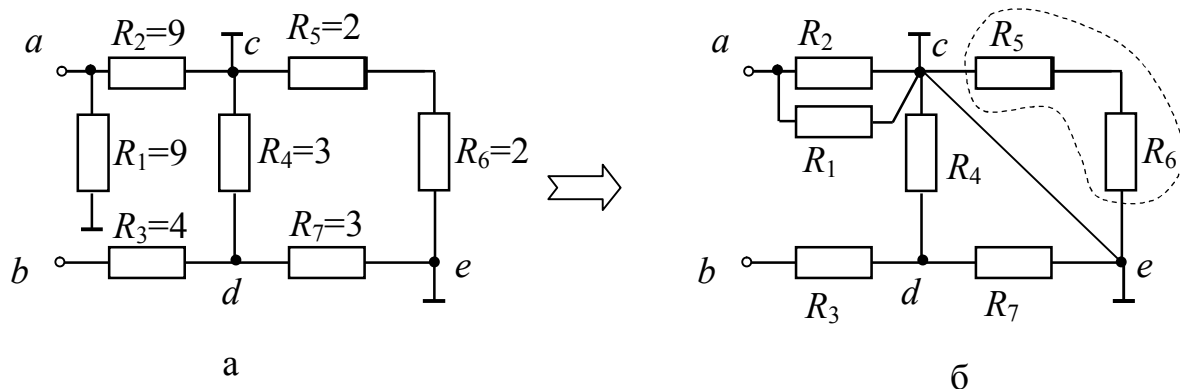 a
R2=9
c
R5=2
R1=9
R4=3
R6=2
R3=4
R7=3
b
d
e
а
a
R2
c
R5
R1
R4
R6
b
R3
d
R7
e
б